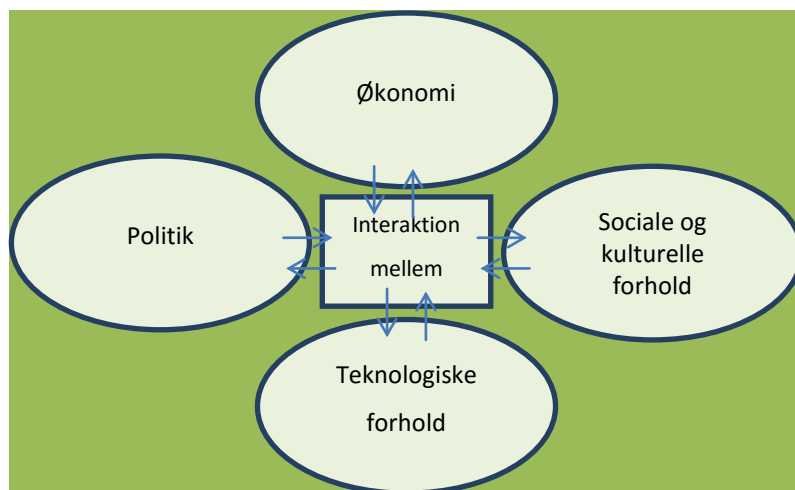 Økonomi
Politik
Interaktion
mellem
Sociale og
kulturelle
forhold
Teknologiske
forhold